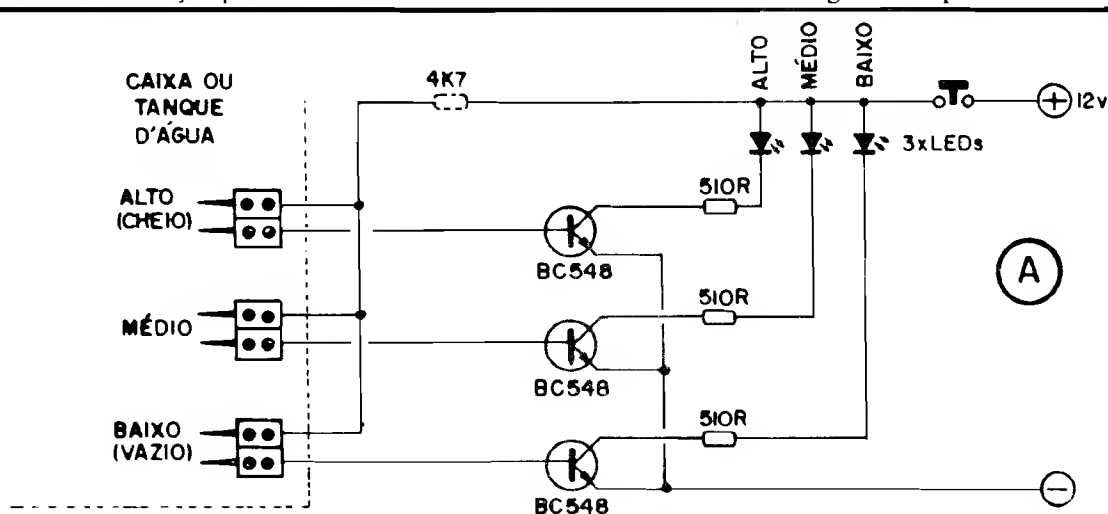 CAIXA OU
TANQUE
D'ÁGUA
4K7
ALTO
MÉDIO
BAIXO
12v
3xLEDs
ALTO
(CHEIO)
510R
BC548
A
MÉDIO
510R
BC548
BAIXO
(VAZIO)
510R
BC548